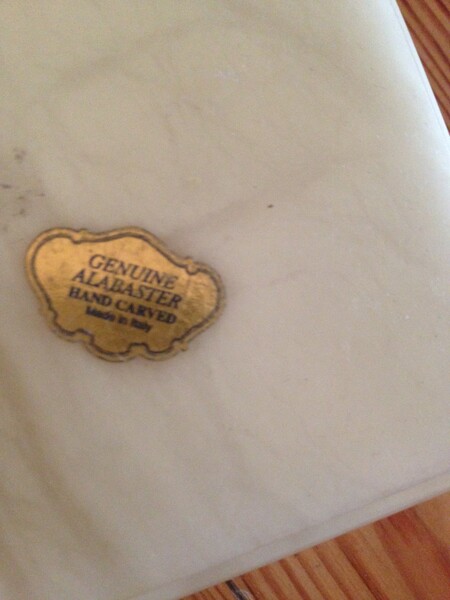 GENUINE
ALABASTER
HAND CARVED
Made in Italy